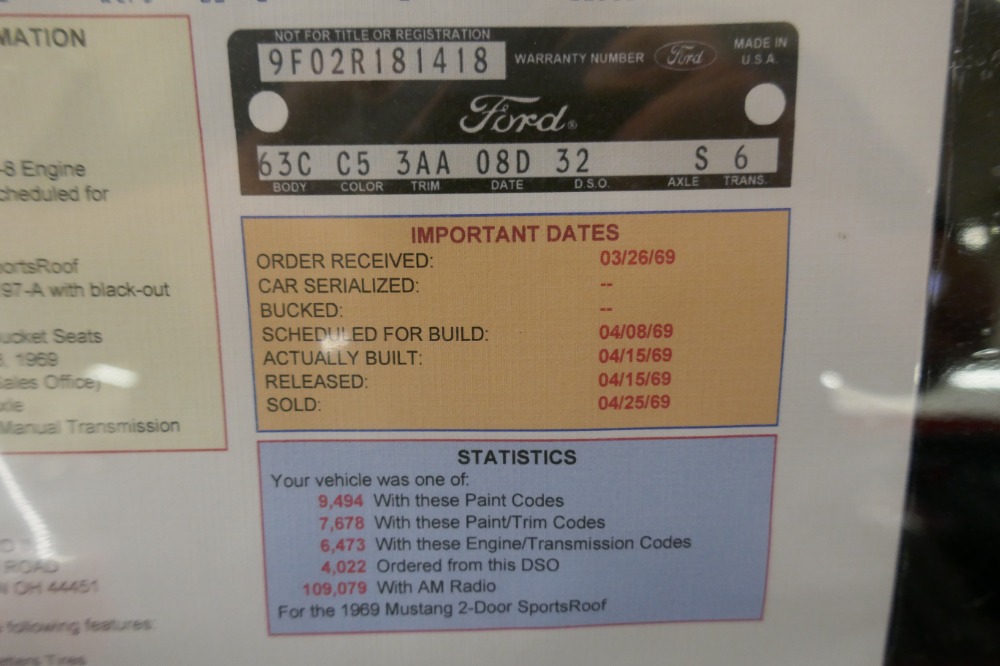 MATION
-8 Engine
cheduled for
ortsRoof
97-A with black-out
ucket Seats
, 1969
ales Office)
xle
Manual Transmission
ROAD
OH 44451
following features:
Tires
NOT FOR TITLE OR REGISTRATION
9F02R181418
WARRANTY NUMBER
Ford
MADE IN
U.S.A.
Ford®
63C C5 3AA 08D 32 S 6
BODY COLOR TRIM DATE D.S.O. AXLE TRANS.
IMPORTANT DATES
ORDER RECEIVED: 03/26/69
CAR SERIALIZED: --
BUCKED: --
SCHEDULED FOR BUILD: 04/08/69
ACTUALLY BUILT: 04/15/69
RELEASED: 04/15/69
SOLD: 04/25/69
STATISTICS
Your vehicle was one of:
9,494 With these Paint Codes
7,678 With these Paint/Trim Codes
6,473 With these Engine/Transmission Codes
4,022 Ordered from this DSO
109,079 With AM Radio
For the 1969 Mustang 2-Door SportsRoof